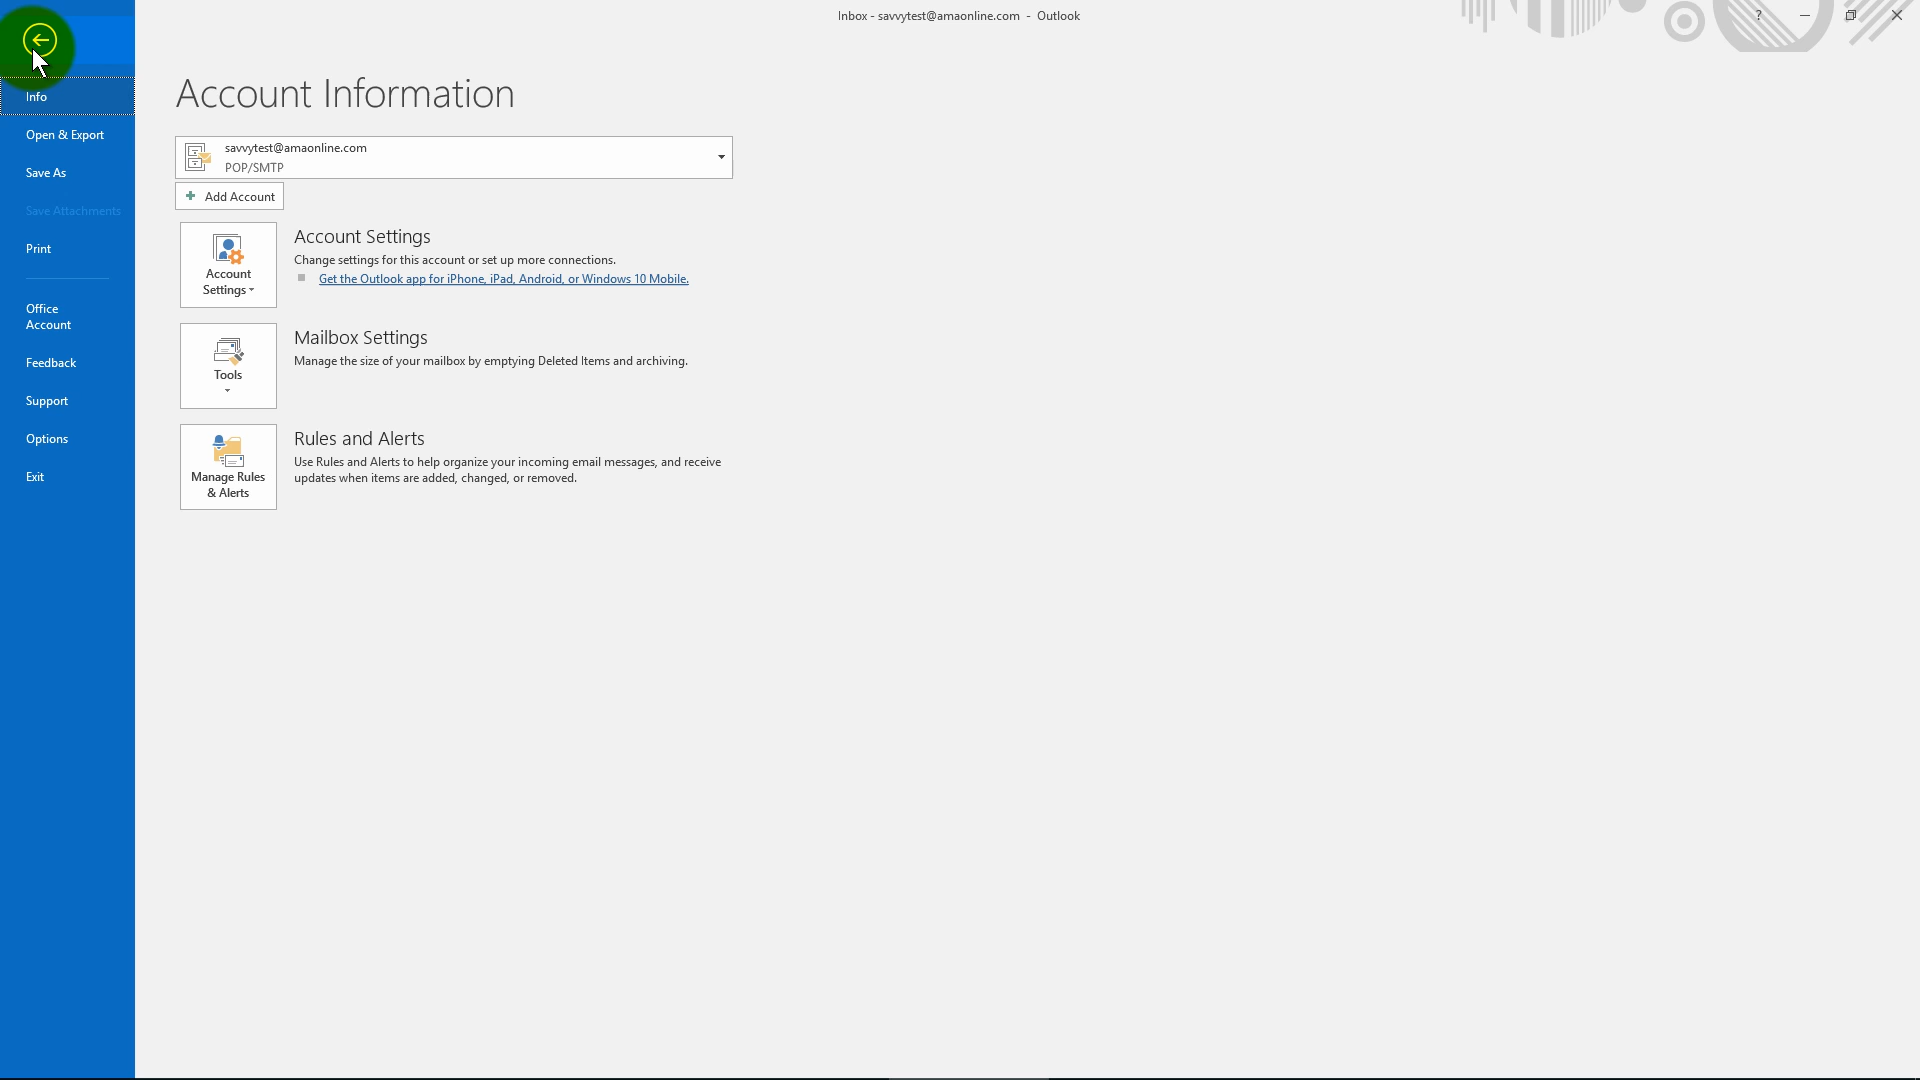 Inbox - savvytest@amaonline.com - Outlook
?
Info
Open & Export
Save As
Save Attachments
Print
Office
Account
Feedback
Support
Options
Exit
Account Information
savvytest@amaonline.com
POP/SMTP
Add Account
Account
Settings
Account Settings
Change settings for this account or set up more connections.
Get the Outlook app for iPhone, iPad, Android, or Windows 10 Mobile.
Tools
Mailbox Settings
Manage the size of your mailbox by emptying Deleted Items and archiving.
Manage Rules
& Alerts
Rules and Alerts
Use Rules and Alerts to help organize your incoming email messages, and receive
updates when items are added, changed, or removed.